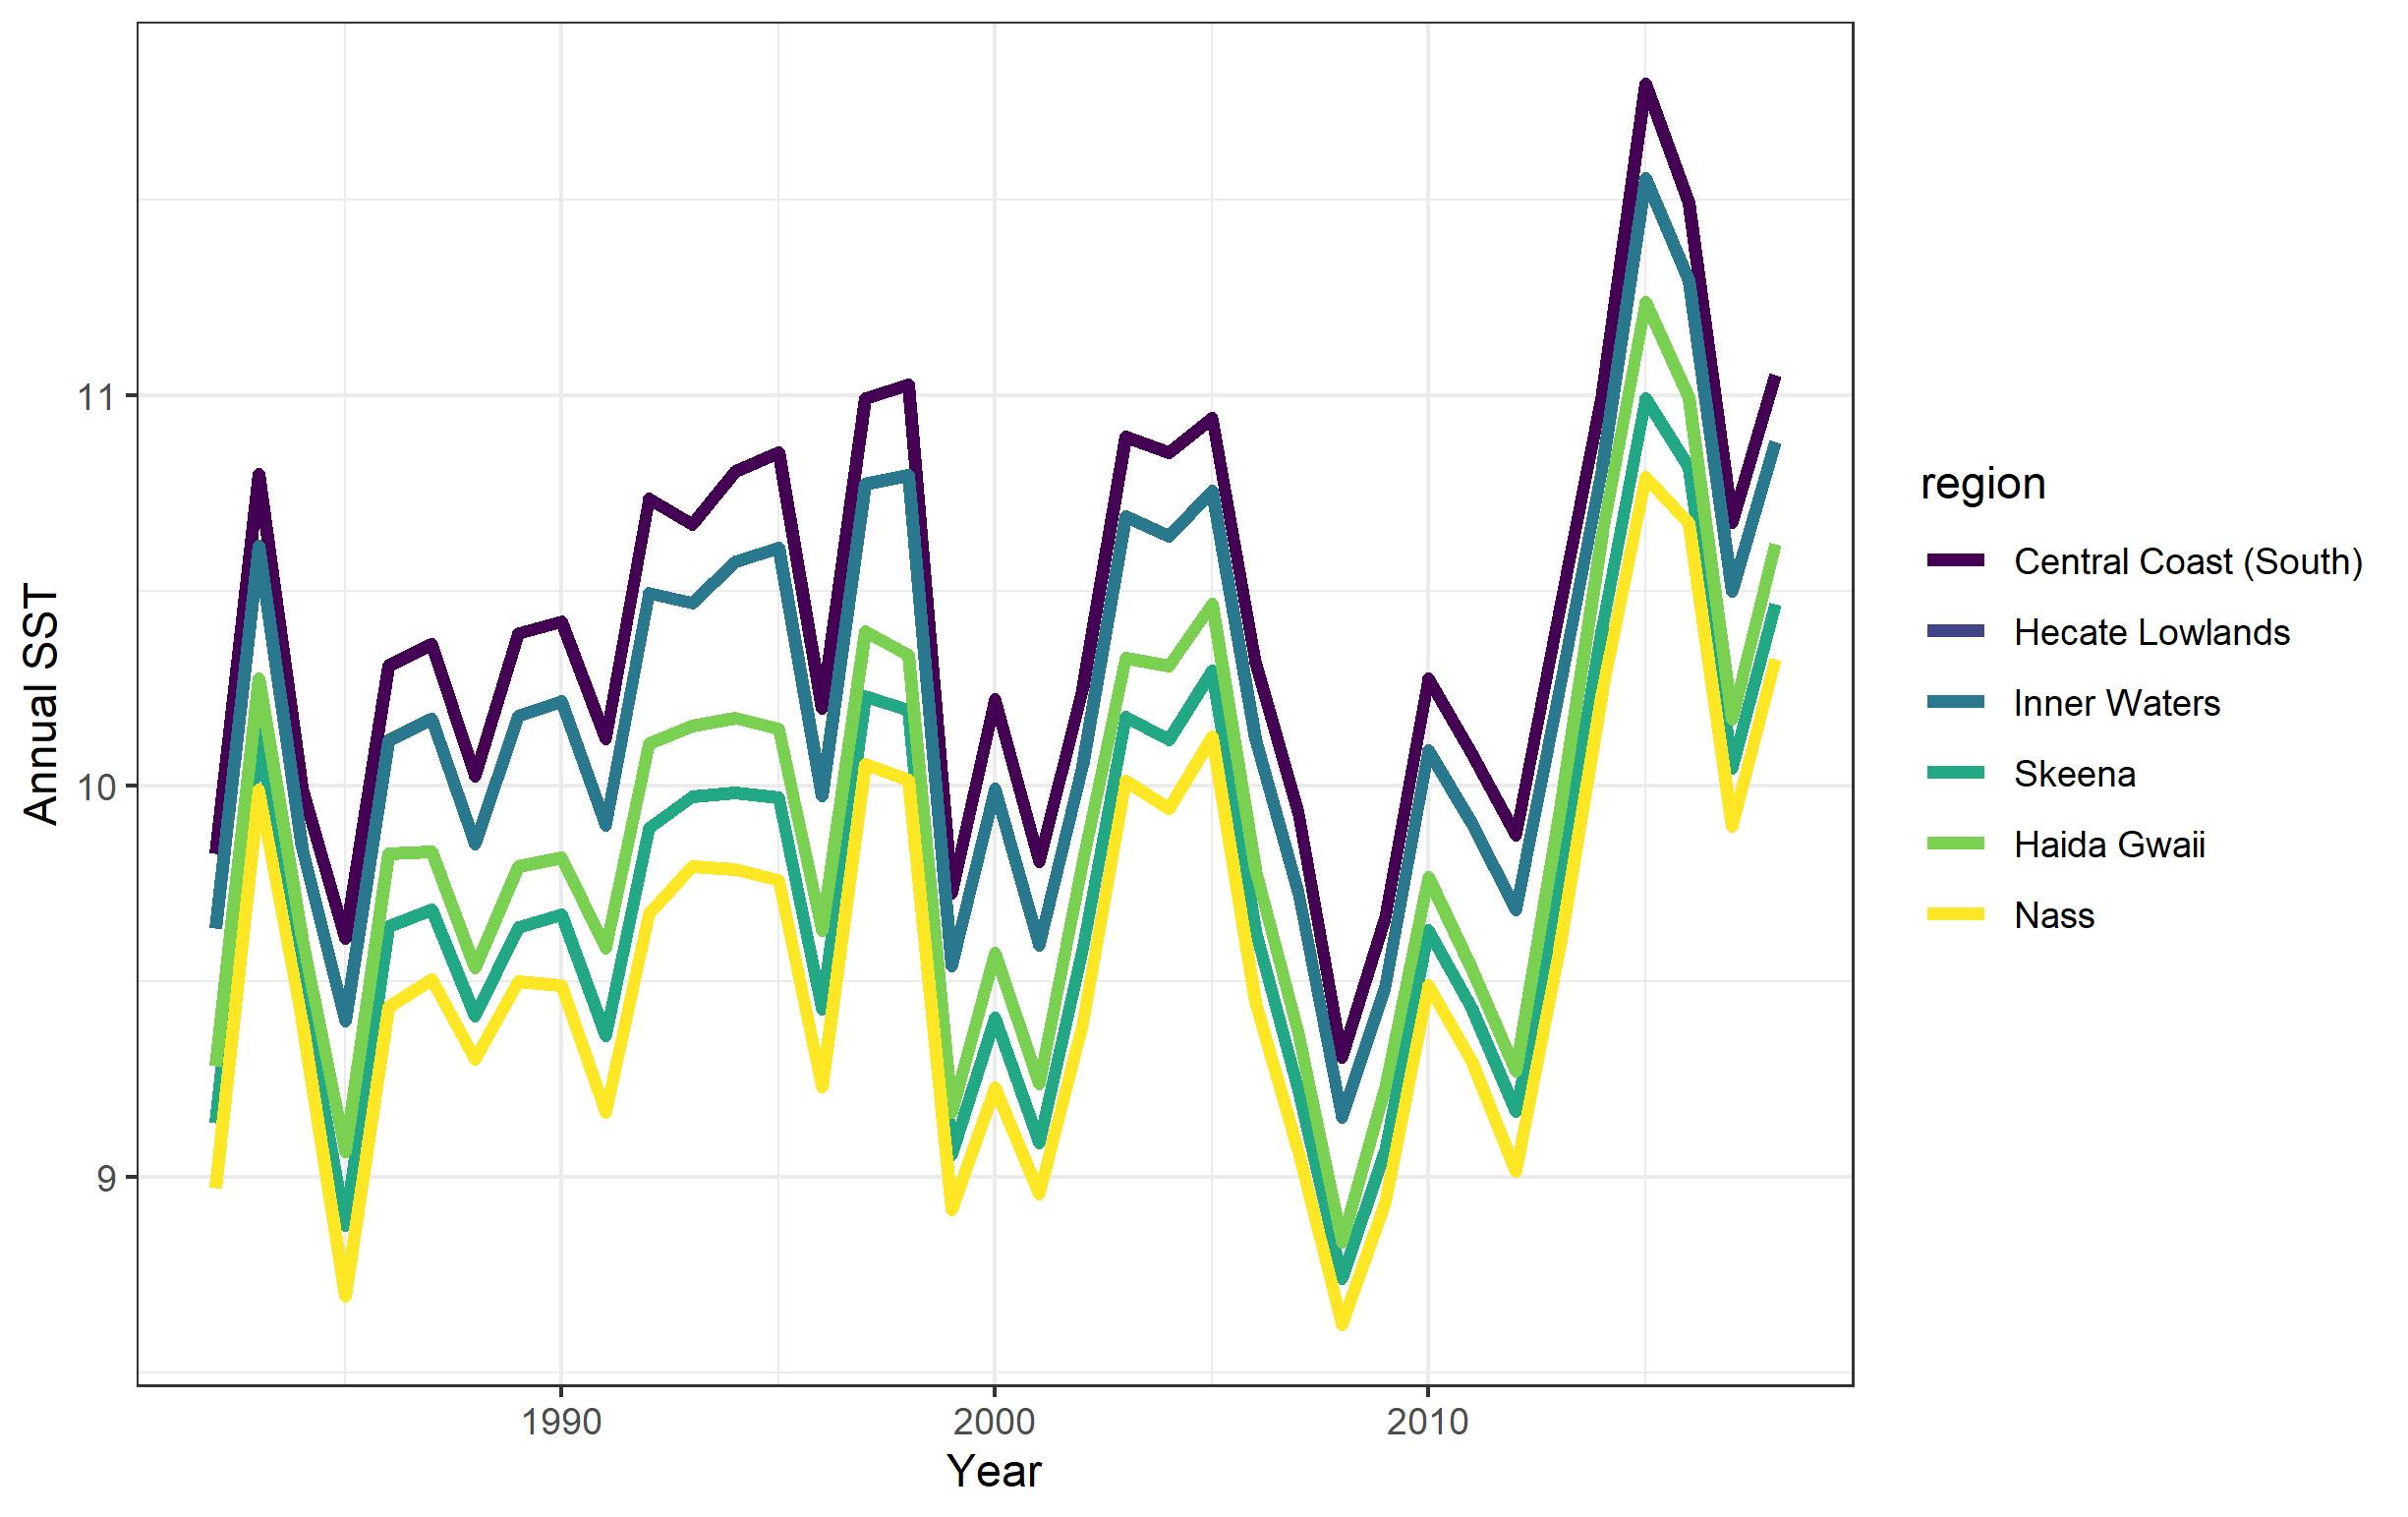 Annual SST
11
10
9
1990
2000
2010
Year
region
Central Coast (South)
Hecate Lowlands
Inner Waters
Skeena
Haida Gwaii
Nass